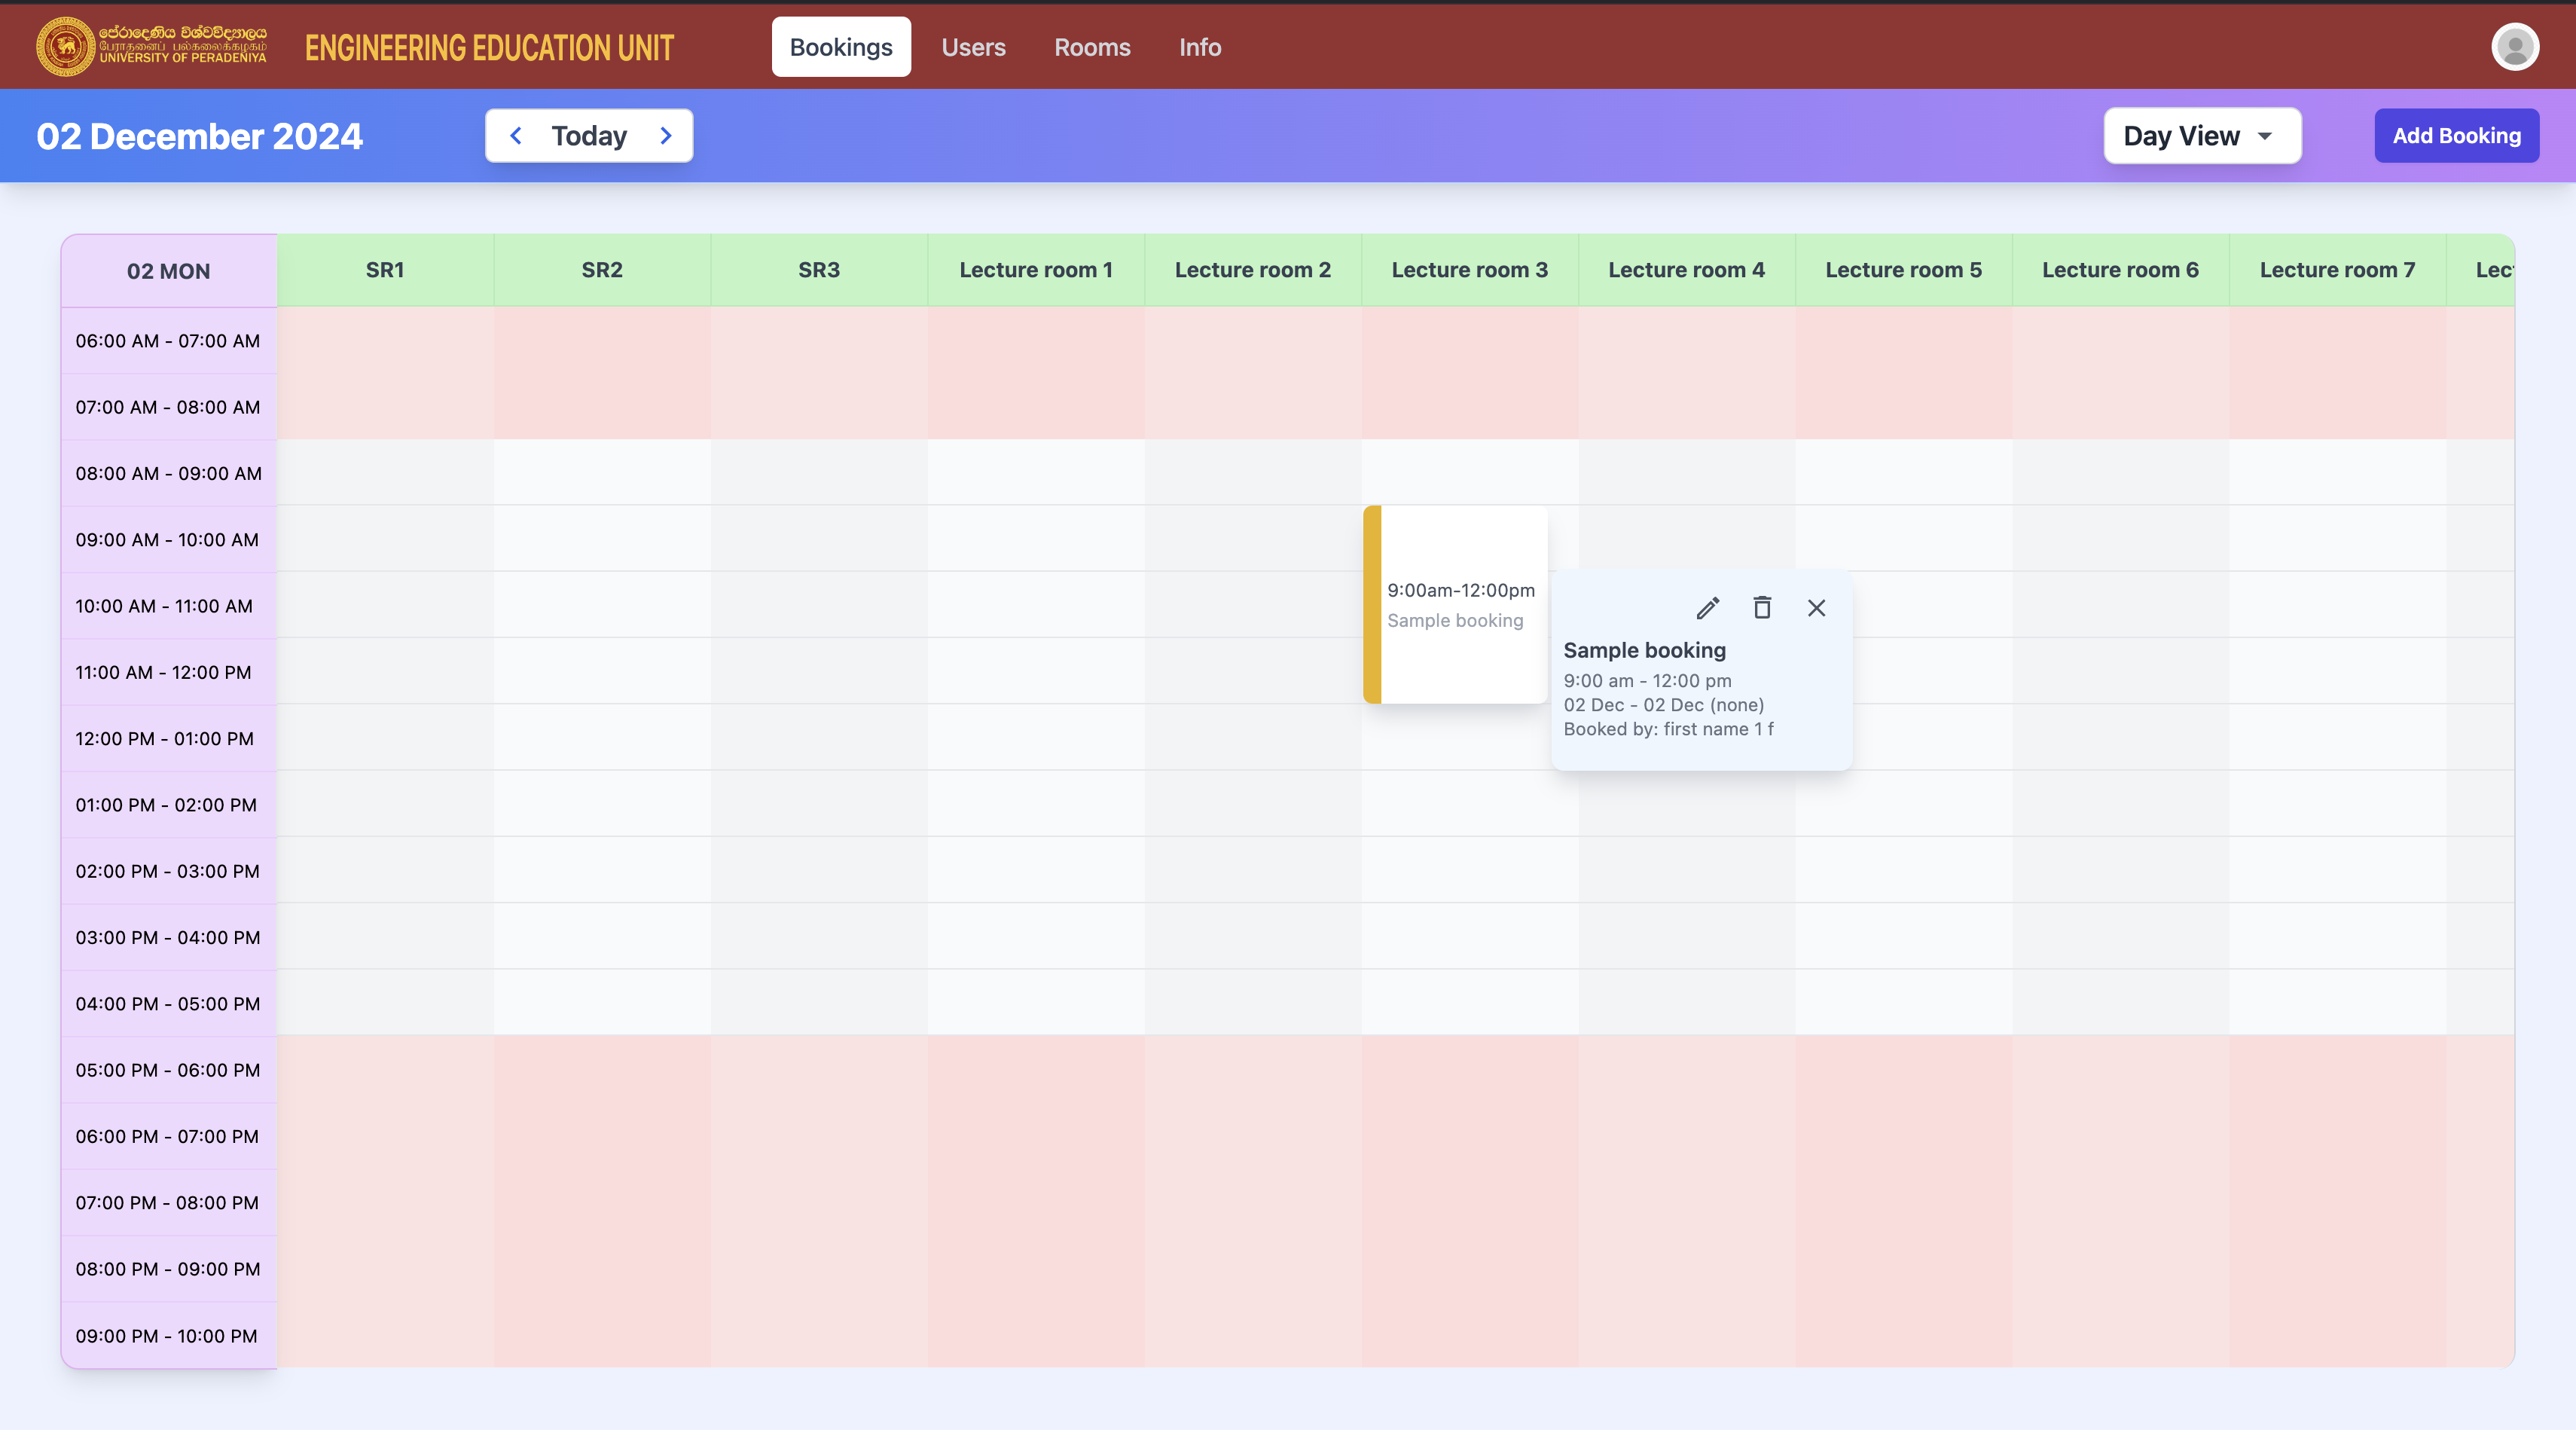 පේරාදෙණිය විශ්වවිද්‍යාලය
பேராதனைப் பல்கலைக்கழகம்
UNIVERSITY OF PERADENIYA
ENGINEERING EDUCATION UNIT
Bookings
Users
Rooms
Info
02 December 2024
Today
Day View
Add Booking
02 MON
SR1
SR2
SR3
Lecture room 1
Lecture room 2
Lecture room 3
Lecture room 4
Lecture room 5
Lecture room 6
Lecture room 7
Lect
06:00 AM - 07:00 AM
07:00 AM - 08:00 AM
08:00 AM - 09:00 AM
09:00 AM - 10:00 AM
10:00 AM - 11:00 AM
11:00 AM - 12:00 PM
12:00 PM - 01:00 PM
01:00 PM - 02:00 PM
02:00 PM - 03:00 PM
03:00 PM - 04:00 PM
04:00 PM - 05:00 PM
05:00 PM - 06:00 PM
06:00 PM - 07:00 PM
07:00 PM - 08:00 PM
08:00 PM - 09:00 PM
09:00 PM - 10:00 PM
9:00am-12:00pm
Sample booking
Sample booking
9:00 am - 12:00 pm
02 Dec - 02 Dec (none)
Booked by: first name 1 f